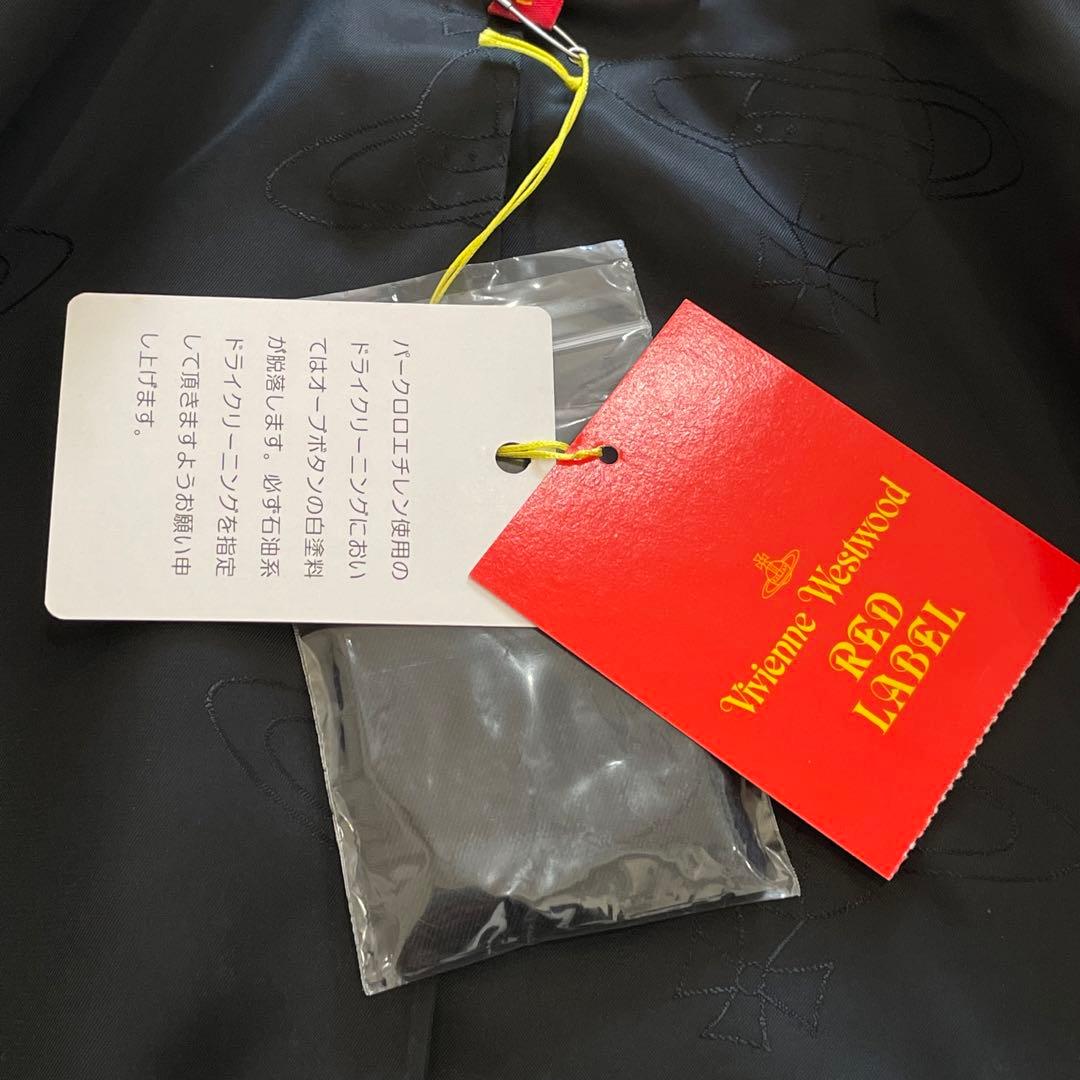 パークロロエチレン使用の
ドライクリーニングにおい
てはオーブボタンの白塗料
が脱落します。必ず石油系
ドライクリーニングを指定
して頂きますようお願い申
し上げます。
Vivienne Westwood
RED
LABEL